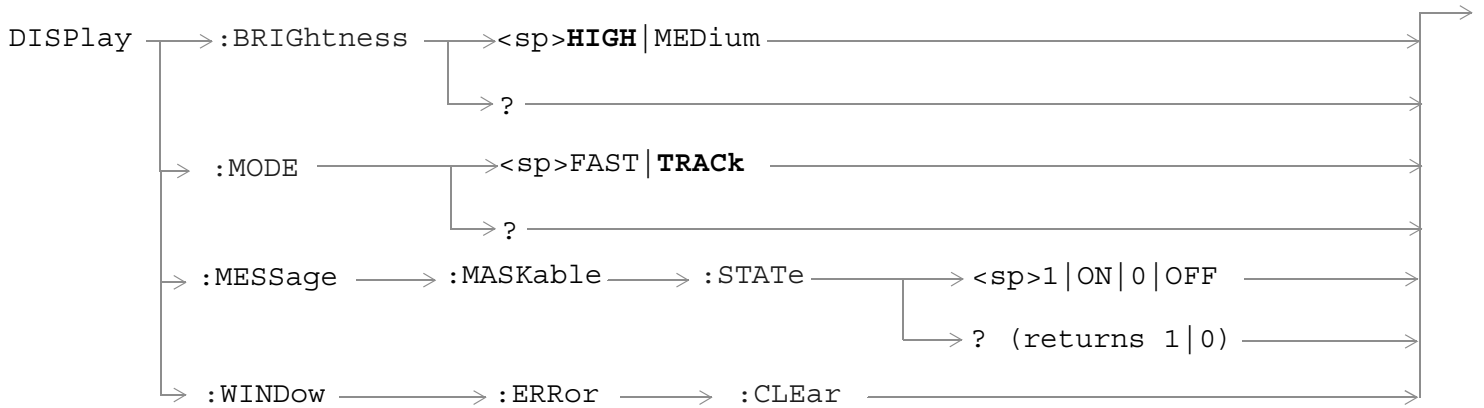 DISPlay :BRIGhtness <sp>HIGH|MEDium
?
:MODE <sp>FAST|TRACk
?
:MESSage :MASKable :STATe <sp>1|ON|0|OFF
? (returns 1|0)
:WINDow :ERRor :CLEar